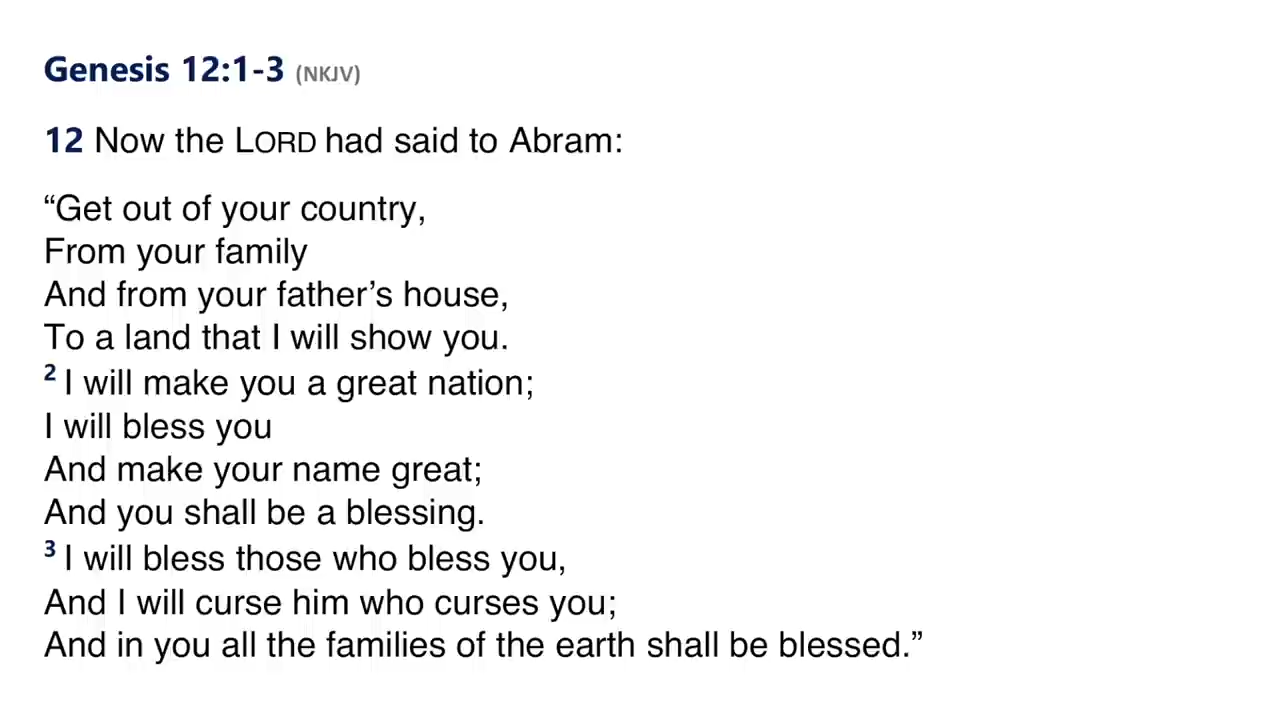 Genesis 12:1-3 (NKJV)
12 Now the LORD had said to Abram:
“Get out of your country,
From your family
And from your father’s house,
To a land that I will show you.
2 I will make you a great nation;
I will bless you
And make your name great;
And you shall be a blessing.
3 I will bless those who bless you,
And I will curse him who curses you;
And in you all the families of the earth shall be blessed.”